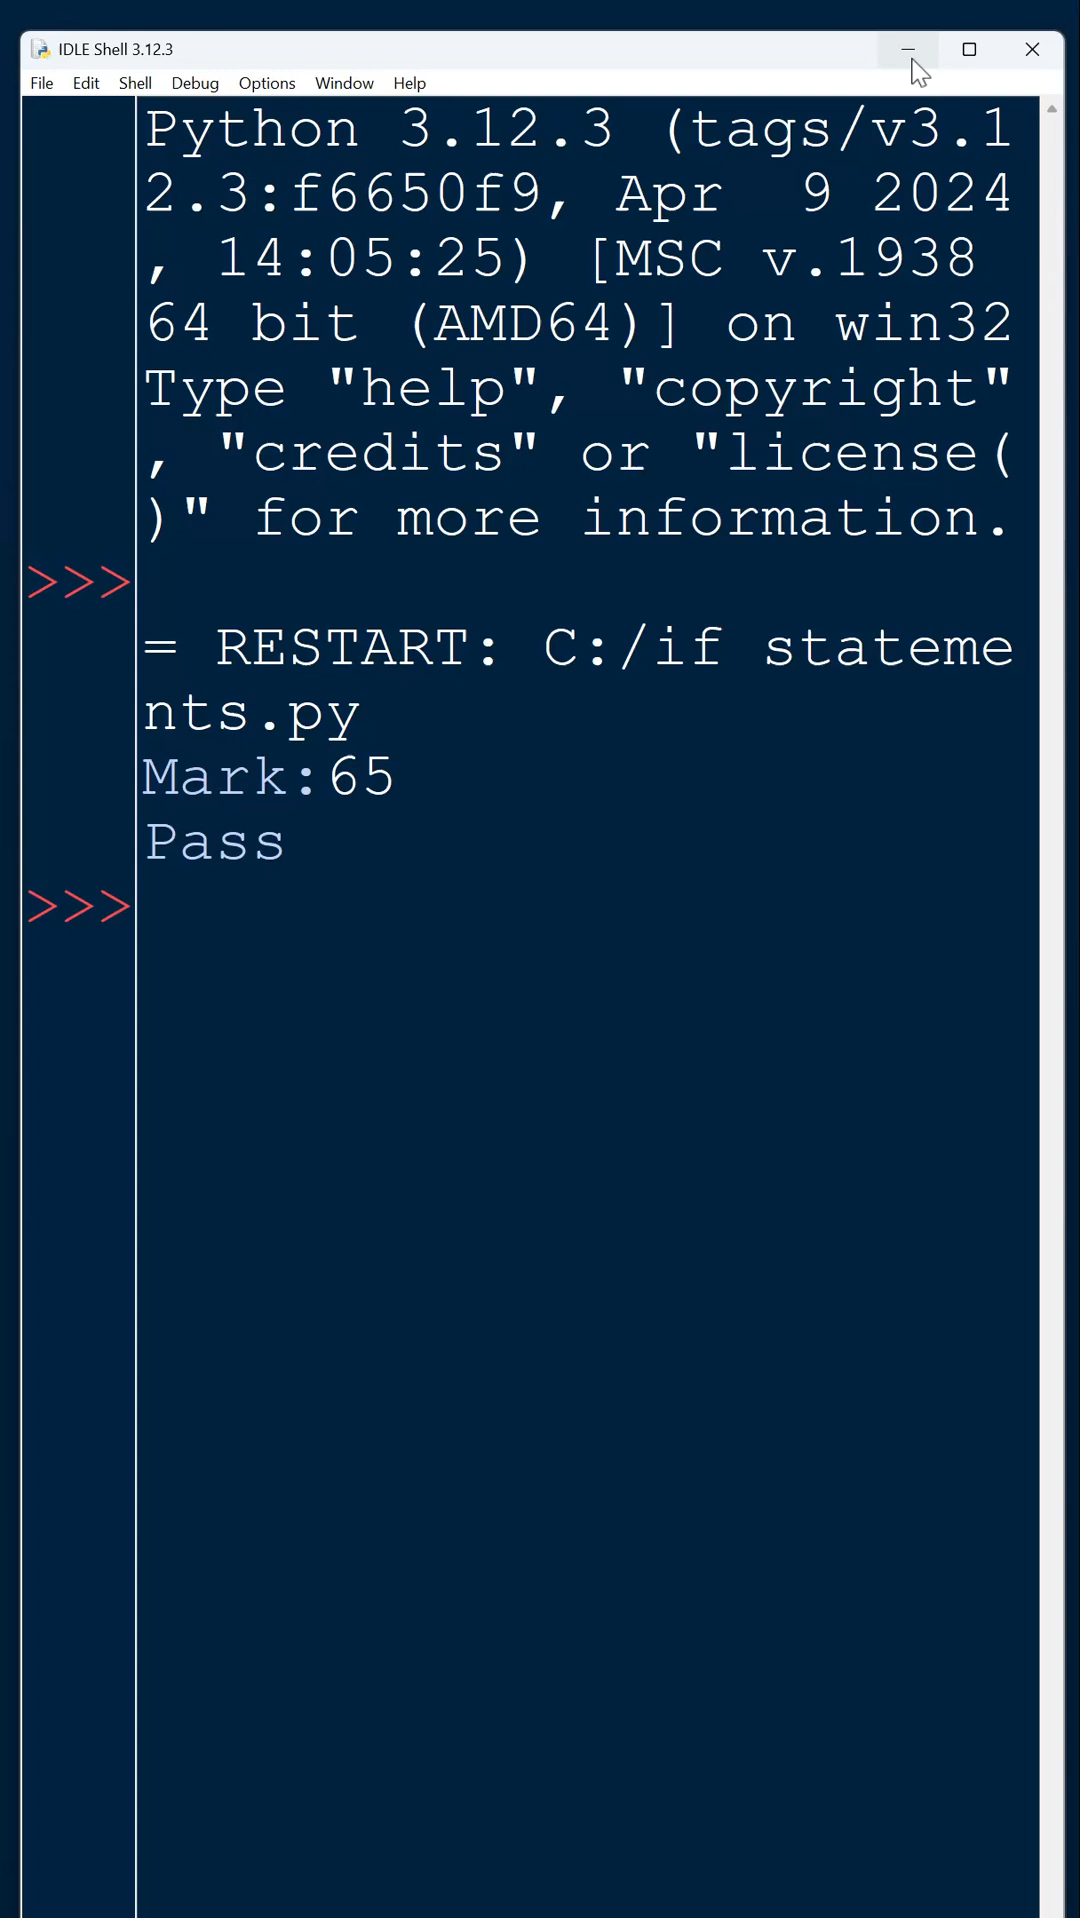 IDLE Shell 3.12.3
File Edit Shell Debug Options Window Help
Python 3.12.3 (tags/v3.1
2.3:f6650f9, Apr  9 2024
, 14:05:25) [MSC v.1938
64 bit (AMD64)] on win32
Type "help", "copyright"
, "credits" or "license(
)" for more information.
>>>
= RESTART: C:/if stateme
nts.py
Mark:65
Pass
>>>